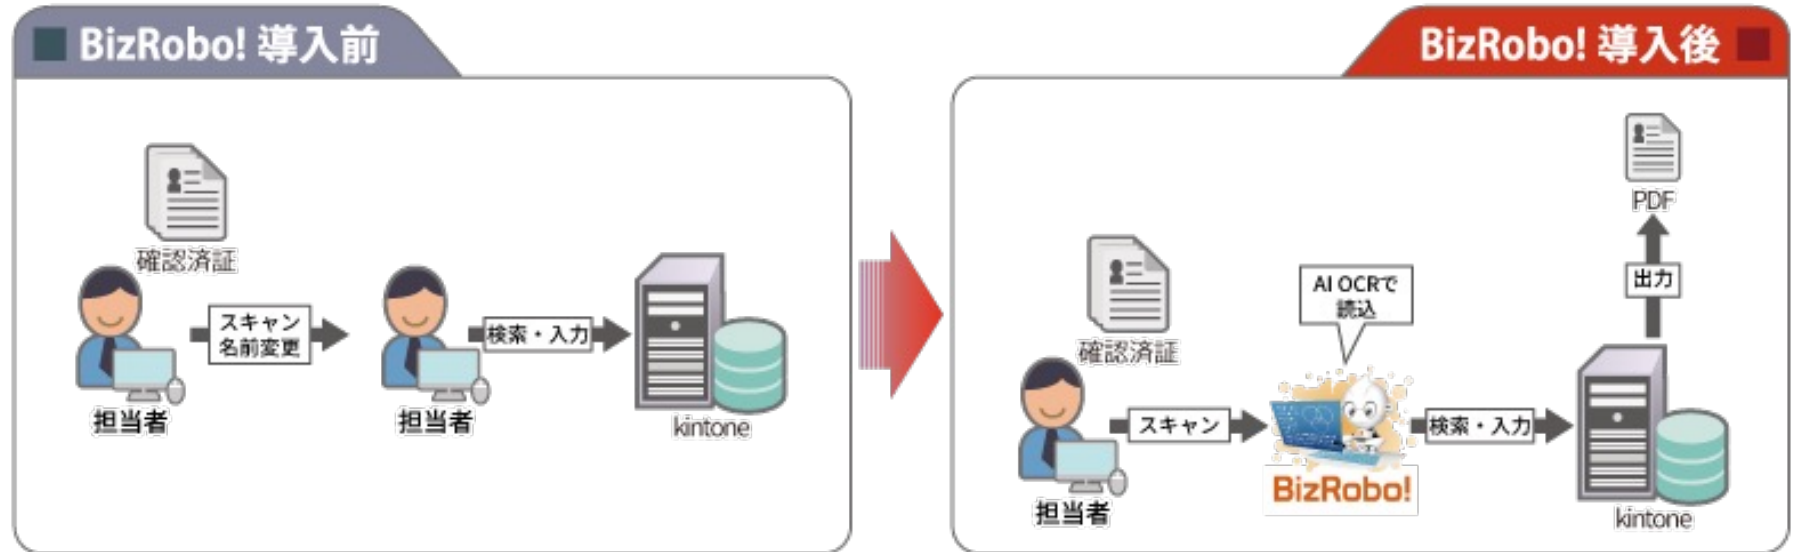 BizRobo! 導入前
確認済証
スキャン
名前変更
検索・入力
担当者
担当者
kintone
BizRobo! 導入後
PDF
出力
AI OCRで
読込
確認済証
スキャン
検索・入力
BizRobo!
担当者
kintone